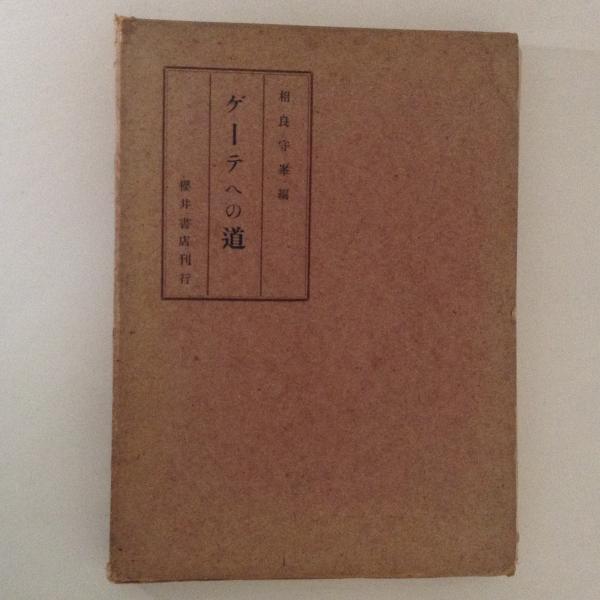 相良守峯編
ゲーテへの道
櫻井書店刊行